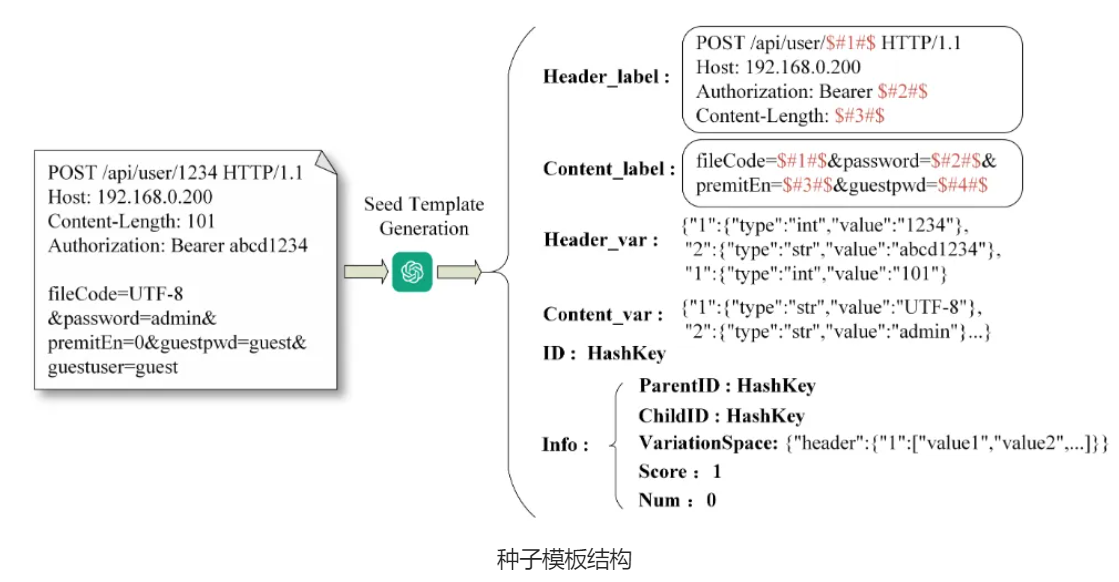 POST /api/user/1234 HTTP/1.1
Host: 192.168.0.200
Content-Length: 101
Authorization: Bearer abcd1234
fileCode=UTF-8
&password=admin&
premitEn=0&guestpwd=guest&
guestuser=guest
Seed Template
Generation
Header_label :
POST /api/user/$#1#$ HTTP/1.1
Host: 192.168.0.200
Authorization: Bearer $#2#$
Content-Length: $#3#$
Content_label :
fileCode=$#1#$&password=$#2#$&
premitEn=$#3#$&guestpwd=$#4#$
Header_var :
{"1":{"type":"int","value":"1234"},
"2":{"type":"str","value":"abcd1234"},
"1":{"type":"int","value":"101"}
Content_var :
{"1":{"type":"str","value":"UTF-8"},
"2":{"type":"str","value":"admin"}...}
ID : HashKey
Info :
ParentID : HashKey
ChildID : HashKey
VariationSpace: {"header":{"1":["value1","value2",...]}}
Score : 1
Num : 0
种子模板结构